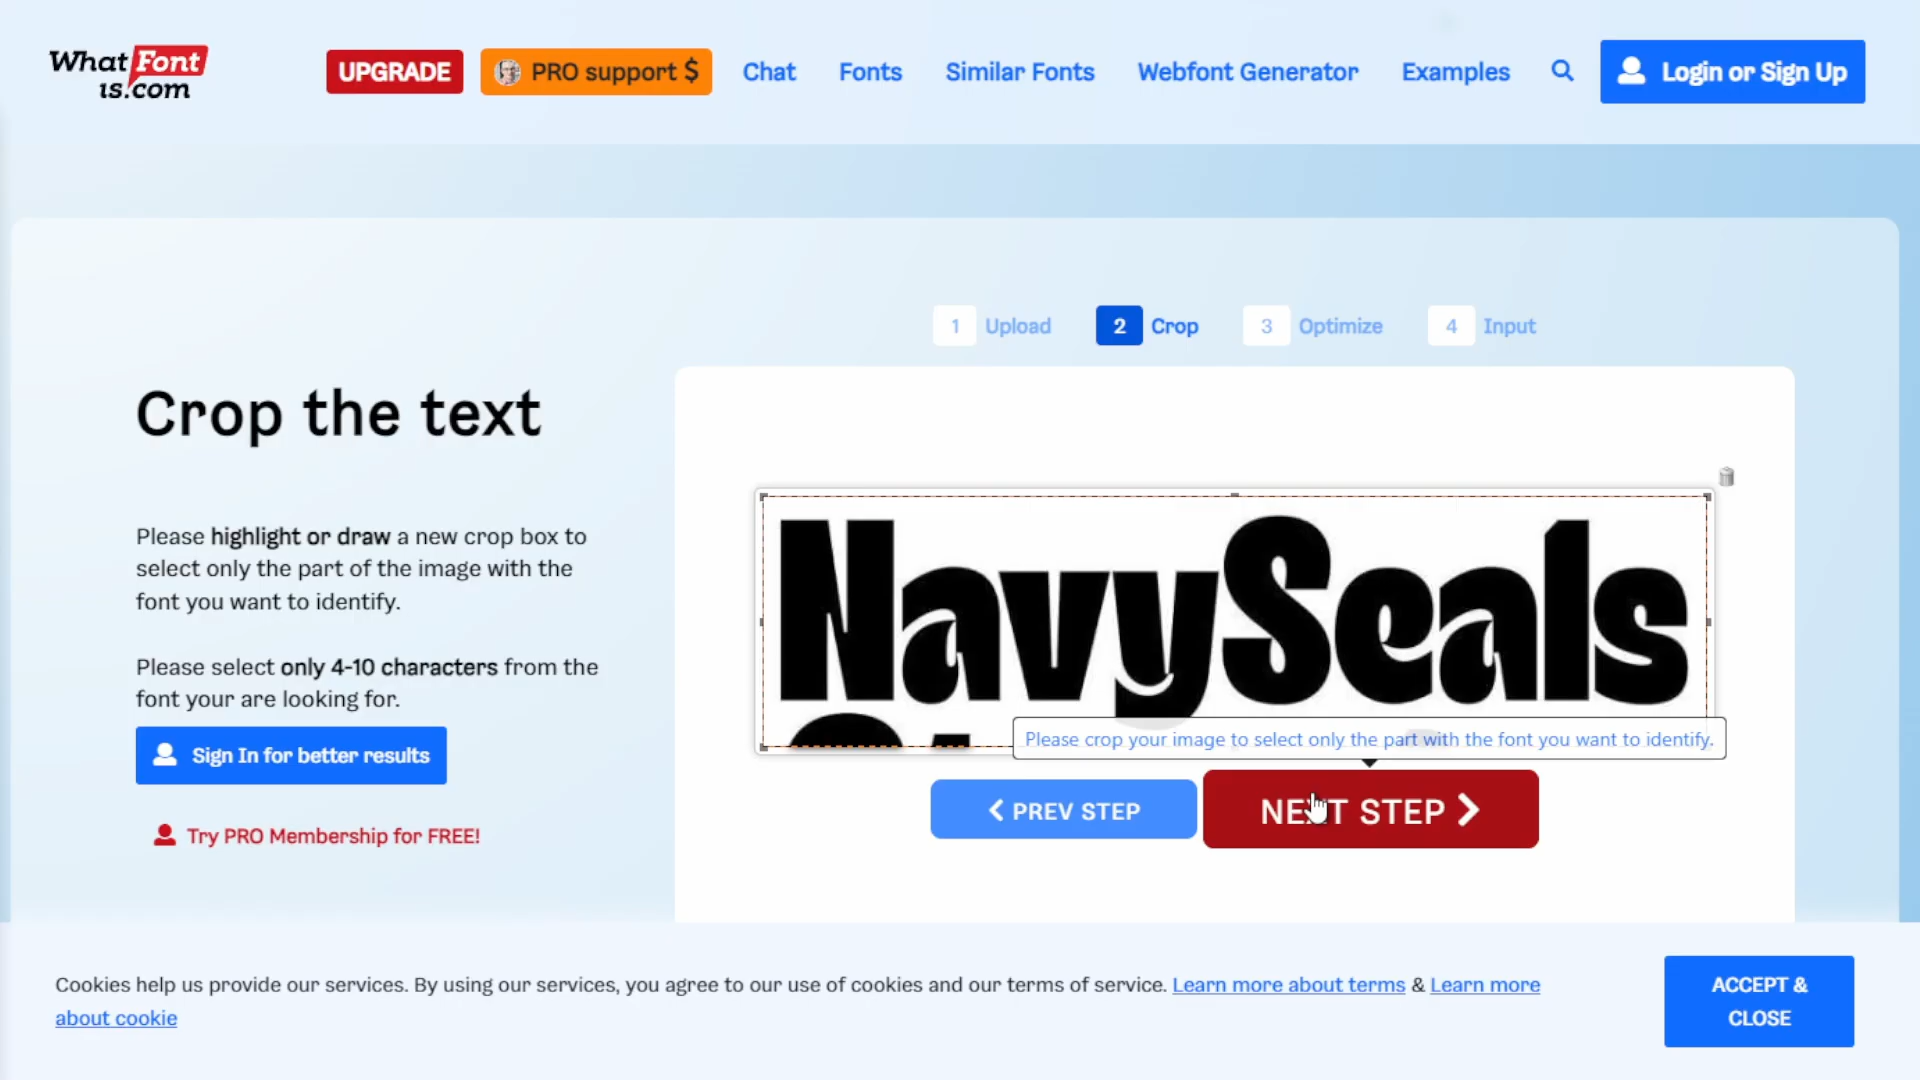 What Font
is.com
UPGRADE
PRO support $
Chat
Fonts
Similar Fonts
Webfont Generator
Examples
Login or Sign Up
1 Upload
2 Crop
3 Optimize
4 Input
Crop the text
Please highlight or draw a new crop box to
select only the part of the image with the
font you want to identify.
Please select only 4-10 characters from the
font your are looking for.
Sign In for better results
Try PRO Membership for FREE!
NavySeals
Please crop your image to select only the part with the font you want to identify.
PREV STEP
NEXT STEP
Cookies help us provide our services. By using our services, you agree to our use of cookies and our terms of service. Learn more about terms & Learn more
about cookie
ACCEPT &
CLOSE